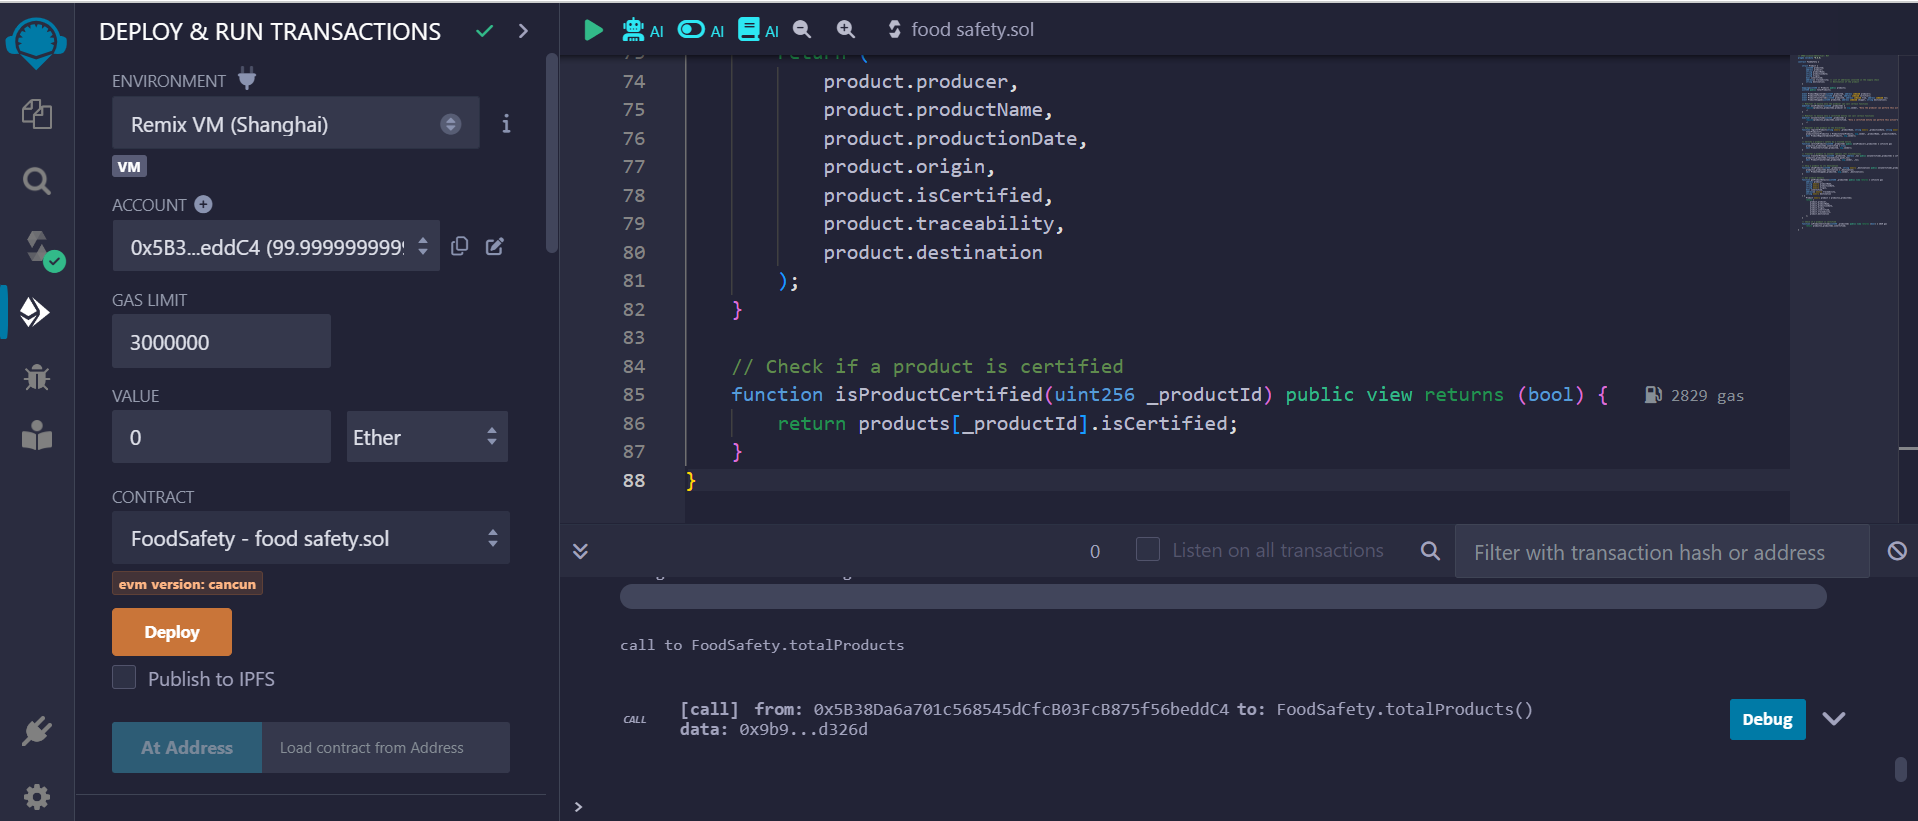 DEPLOY & RUN TRANSACTIONS
ENVIRONMENT
Remix VM (Shanghai)
VM
ACCOUNT
0x5B3...eddC4 (99.9999999999
GAS LIMIT
3000000
VALUE
0
Ether
CONTRACT
FoodSafety - food safety.sol
evm version: cancun
Deploy
Publish to IPFS
At Address
Load contract from Address
AI AI AI food safety.sol
73 return (
74 product.producer,
75 product.productName,
76 product.productionDate,
77 product.origin,
78 product.isCertified,
79 product.traceability,
80 product.destination
81 );
82 }
83
84 // Check if a product is certified
85 function isProductCertified(uint256 _productId) public view returns (bool) { 2829 gas
86 return products[_productId].isCertified;
87 }
88 }
0 Listen on all transactions Filter with transaction hash or address
call to FoodSafety.totalProducts
CALL [call] from: 0x5B38Da6a701c568545dCfcB03FcB875f56beddC4 to: FoodSafety.totalProducts()
data: 0x9b9...d326d
Debug
>